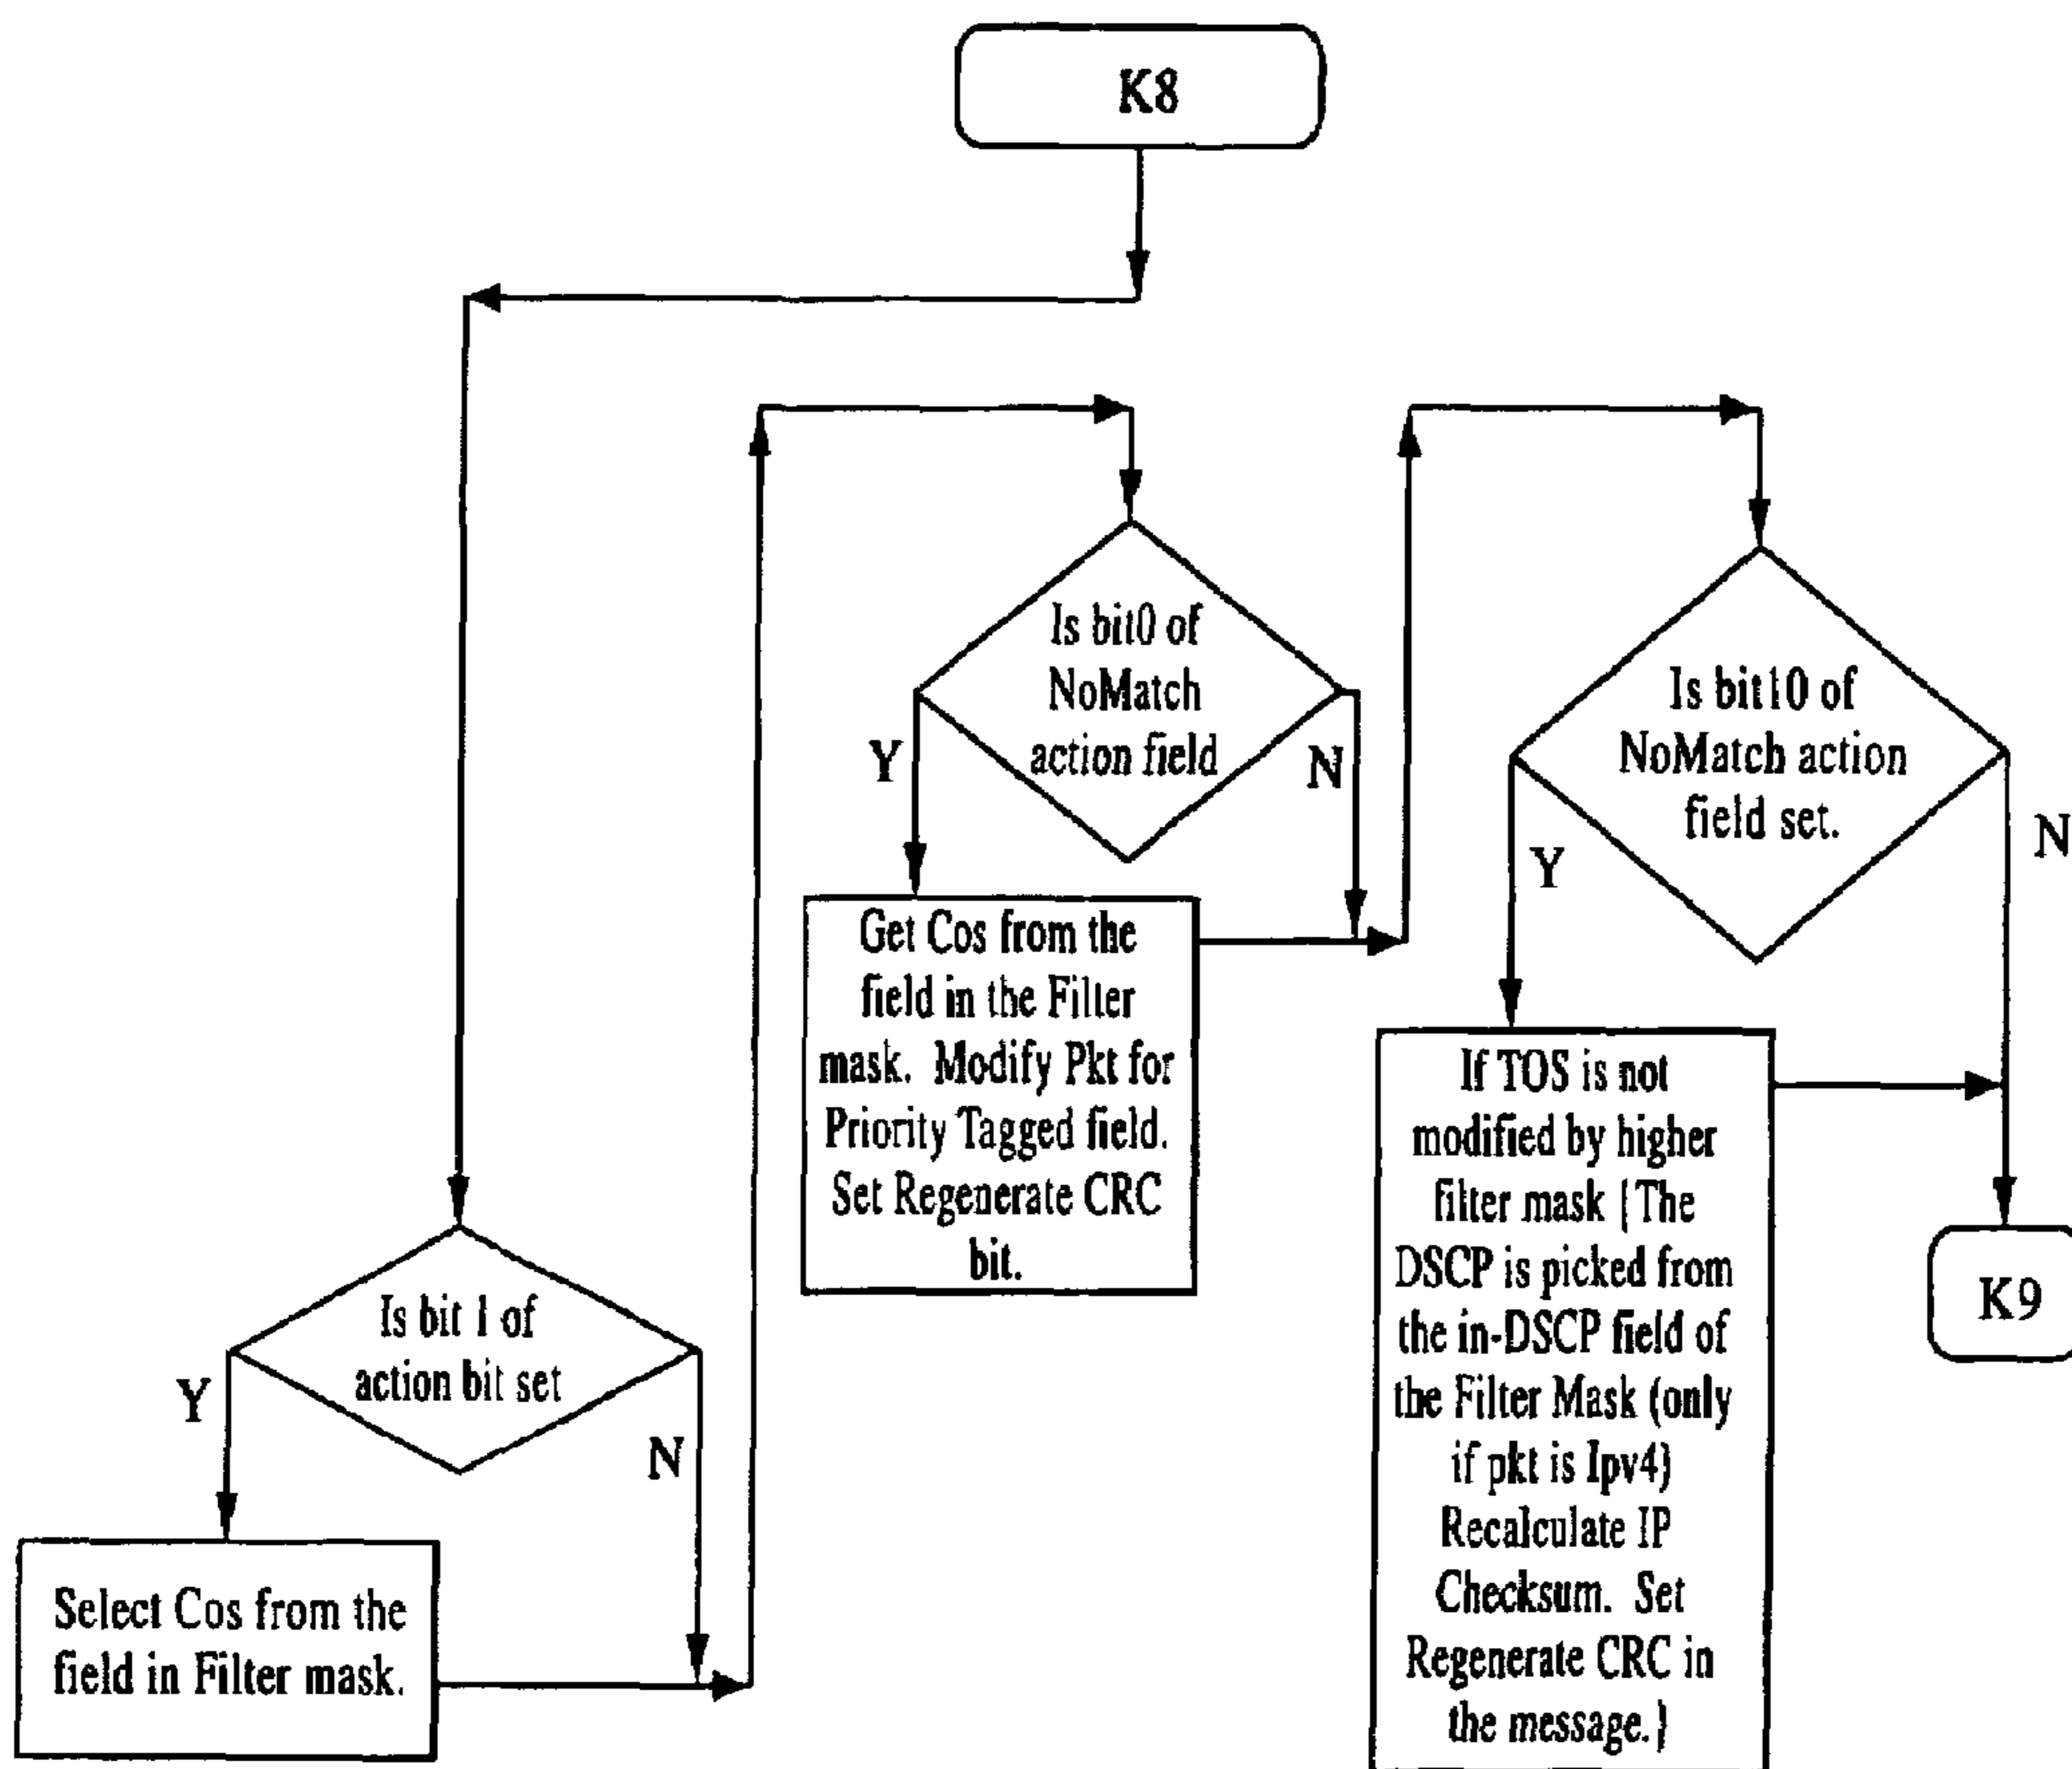 K8
Is bit 1 of
action bit set
Y
N
Select Cos from the
field in Filter mask.
Is bit0 of
NoMatch
action field
Y
N
Get Cos from the
field in the Filter
mask. Modify Pkt for
Priority Tagged field.
Set Regenerate CRC
bit.
Is bit10 of
NoMatch action
field set.
Y
N
If TOS is not
modified by higher
filter mask {The
DSCP is picked from
the in-DSCP field of
the Filter Mask (only
if pkt is Ipv4)
Recalculate IP
Checksum. Set
Regenerate CRC in
the message.}
K9